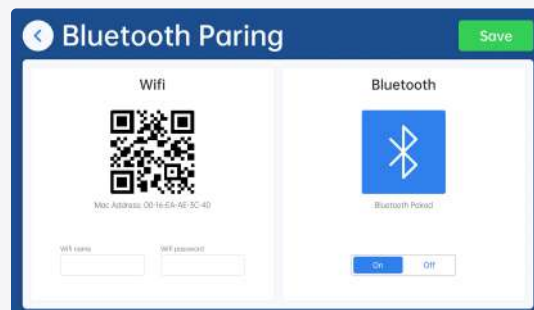 Bluetooth Paring
Save
Wifi
Mac Address: 00-16-EA-AE-3C-40
Wifi name
Wifi password
Bluetooth
Bluetooth Paired
On
Off